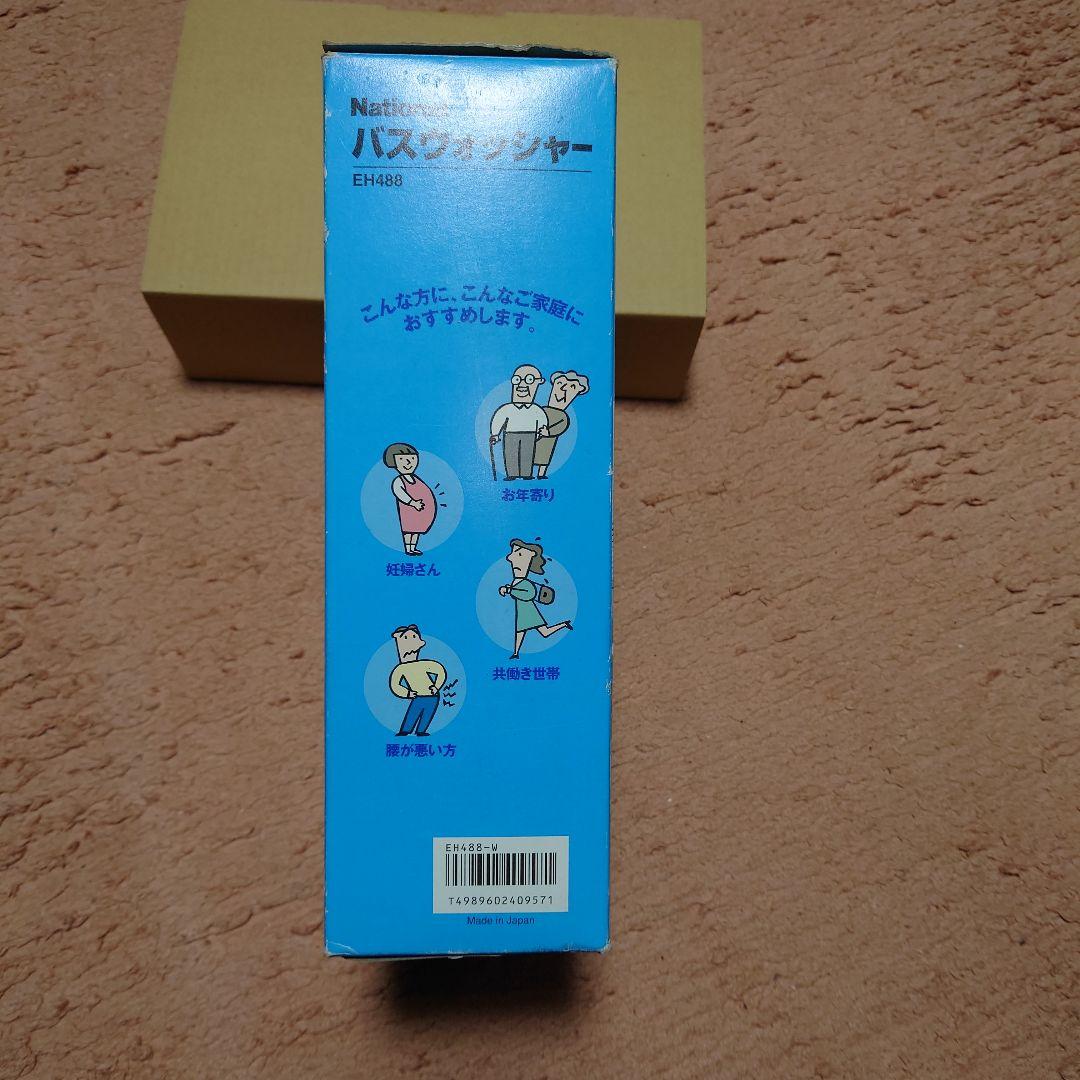 National
バスウォッシャー
EH488
こんな方に、こんなご家庭に
おすすめします。
お年寄り
妊婦さん
共働き世帯
腰が悪い方
EH488-W
T4989602409571
Made in Japan